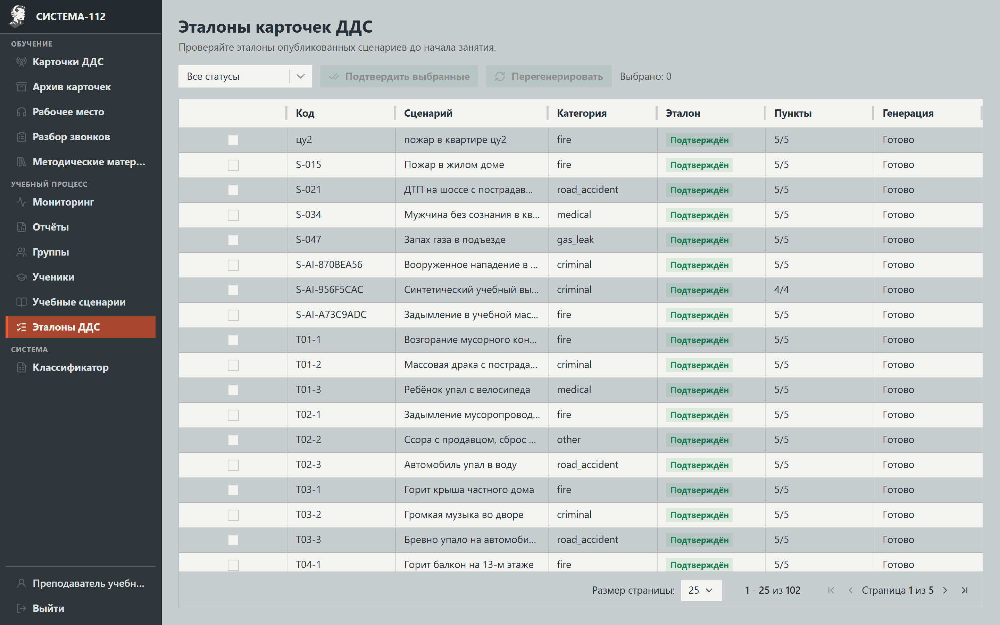 СИСТЕМА-112
ОБУЧЕНИЕ
Карточки ДДС
Архив карточек
Рабочее место
Разбор звонков
Методические матер...
УЧЕБНЫЙ ПРОЦЕСС
Мониторинг
Отчёты
Группы
Ученики
Учебные сценарии
Эталоны ДДС
СИСТЕМА
Классификатор
Преподаватель учебн...
Выйти
Эталоны карточек ДДС
Проверяйте эталоны опубликованных сценариев до начала занятия.
Все статусы Подтвердить выбранные Перегенерировать Выбрано: 0
Код Сценарий Категория Эталон Пункты Генерация
цу2 пожар в квартире цу2 fire Подтверждён 5/5 Готово
S-015 Пожар в жилом доме fire Подтверждён 5/5 Готово
S-021 ДТП на шоссе с пострадав... road_accident Подтверждён 5/5 Готово
S-034 Мужчина без сознания в кв... medical Подтверждён 5/5 Готово
S-047 Запах газа в подъезде gas_leak Подтверждён 5/5 Готово
S-AI-870BEA56 Вооруженное нападение в ... criminal Подтверждён 5/5 Готово
S-AI-956F5CAC Синтетический учебный вы... criminal Подтверждён 4/4 Готово
S-AI-A73C9ADC Задымление в учебной мас... fire Подтверждён 5/5 Готово
T01-1 Возгорание мусорного кон... fire Подтверждён 5/5 Готово
T01-2 Массовая драка с пострада... criminal Подтверждён 5/5 Готово
T01-3 Ребёнок упал с велосипеда medical Подтверждён 5/5 Готово
T02-1 Задымление мусоропровод... fire Подтверждён 5/5 Готово
T02-2 Ссора с продавцом, сброс ... other Подтверждён 5/5 Готово
T02-3 Автомобиль упал в воду road_accident Подтверждён 5/5 Готово
T03-1 Горит крыша частного дома fire Подтверждён 5/5 Готово
T03-2 Громкая музыка во дворе criminal Подтверждён 5/5 Готово
T03-3 Бревно упало на автомоби... road_accident Подтверждён 5/5 Готово
T04-1 Горит балкон на 13-м этаже fire Подтверждён 5/5 Готово
Размер страницы: 25 1 - 25 из 102 Страница 1 из 5